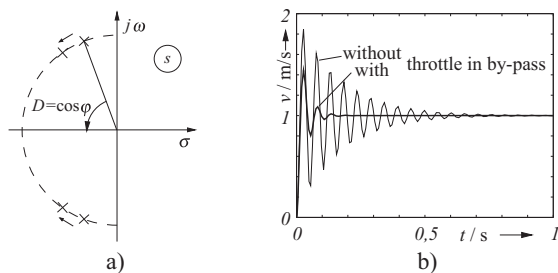 jω
s
D=cosφ
σ
a)
2
v / m/s
without
with
throttle in by-pass
1
0
0
0,5
t / s
1
b)